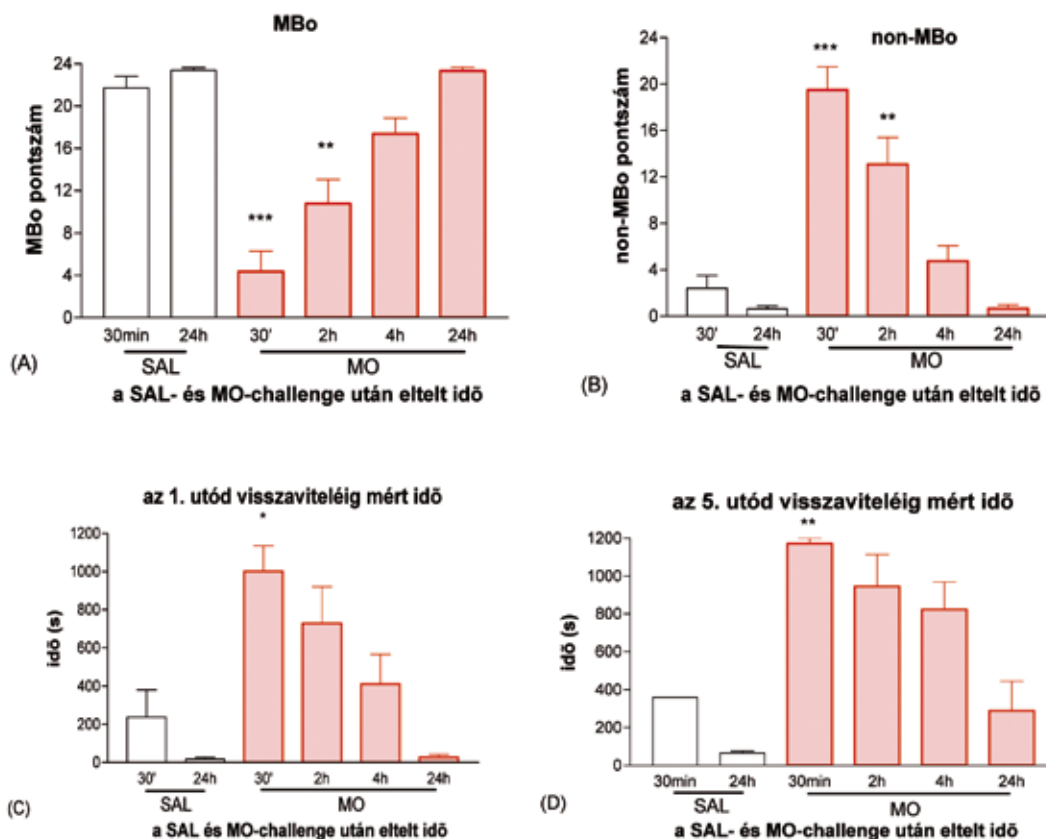 MBo
MBo pontszám
24
20
16
12
8
4
0
*** **
30min 24h 30' 2h 4h 24h
SAL MO
(A)
a SAL- és MO-challenge után eltelt idő
non-MBo
non-MBo pontszám
24
20
16
12
8
4
0
*** **
30' 24h 30' 2h 4h 24h
SAL MO
(B)
a SAL- és MO-challenge után eltelt idő
az 1. utód visszaviteléig mért idő
idő (s)
1200
1000
800
600
400
200
0
*
30' 24h 30' 2h 4h 24h
SAL MO
(C)
a SAL és MO-challenge után eltelt idő
az 5. utód visszaviteléig mért idő
idő (s)
1200
1000
800
600
400
200
0
**
30min 24h 30min 2h 4h 24h
SAL MO
(D)
a SAL- és MO-challenge után eltelt idő